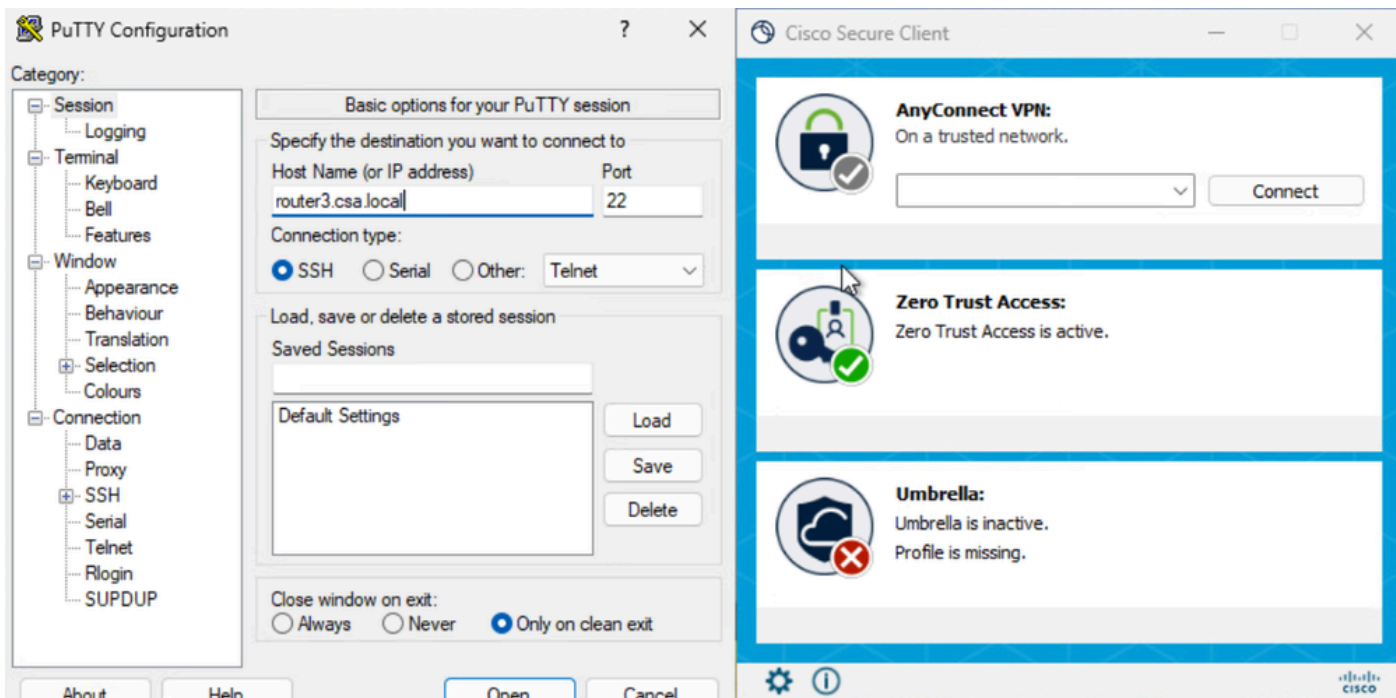 PuTTY Configuration
?
Category:
Session
Logging
Terminal
Keyboard
Bell
Features
Window
Appearance
Behaviour
Translation
Selection
Colours
Connection
Data
Proxy
SSH
Serial
Telnet
Rlogin
SUPDUP
Basic options for your PuTTY session
Specify the destination you want to connect to
Host Name (or IP address) Port
router3.csa.local 22
Connection type:
SSH Serial Other: Telnet
Load, save or delete a stored session
Saved Sessions
Default Settings
Load
Save
Delete
Close window on exit:
Always Never Only on clean exit
About Help Open Cancel
Cisco Secure Client
AnyConnect VPN:
On a trusted network.
Connect
Zero Trust Access:
Zero Trust Access is active.
Umbrella:
Umbrella is inactive.
Profile is missing.
cisco